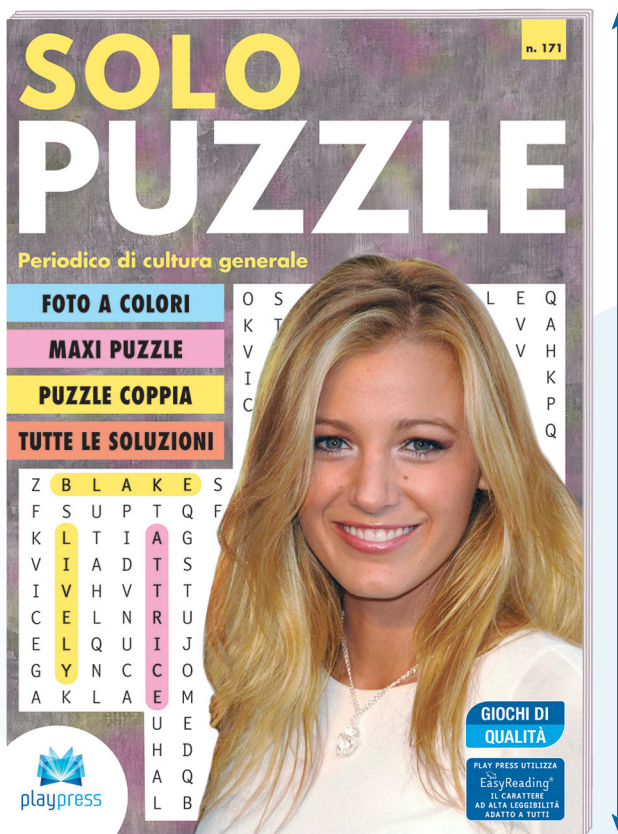 SOLO
n. 171
PUZZLE
Periodico di cultura generale
FOTO A COLORI
MAXI PUZZLE
PUZZLE COPPIA
TUTTE LE SOLUZIONI
O S L E Q
K T V A
V V H
I K
C P
Q
Z B L A K E S
F S U P T Q F
K L T I A G
V I A D T S
I V H V T T
C E L N R U
E L Q U I J
G Y N C C O
A K L A E M
U E
H D
A Q
L B
GIOCHI DI
QUALITÀ
PLAY PRESS UTILIZZA
EasyReading®
IL CARATTERE
AD ALTA LEGGIBILITÀ
ADATTO A TUTTI
playpress